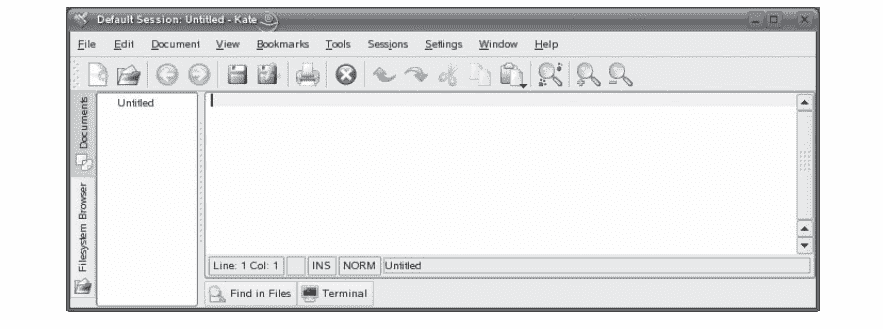 Default Session: Untitled - Kate
File Edit Document View Bookmarks Tools Sessions Settings Window Help
Documents
Filesystem Browser
Untitled
Line: 1 Col: 1 INS NORM Untitled
Find in Files Terminal